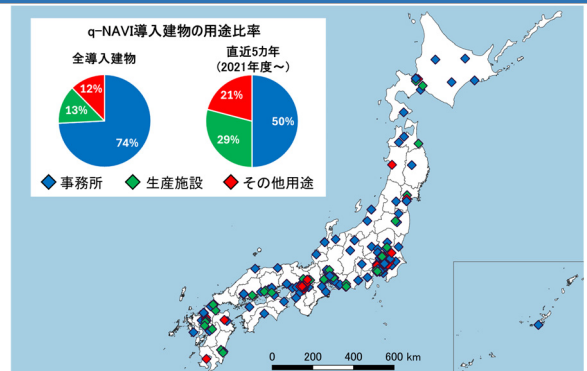 q-NAVI導入建物の用途比率
全導入建物
直近5カ年
（2021年度～）
12%
13%
74%
21%
29%
50%
事務所
生産施設
その他用途
0 200 400 600 km